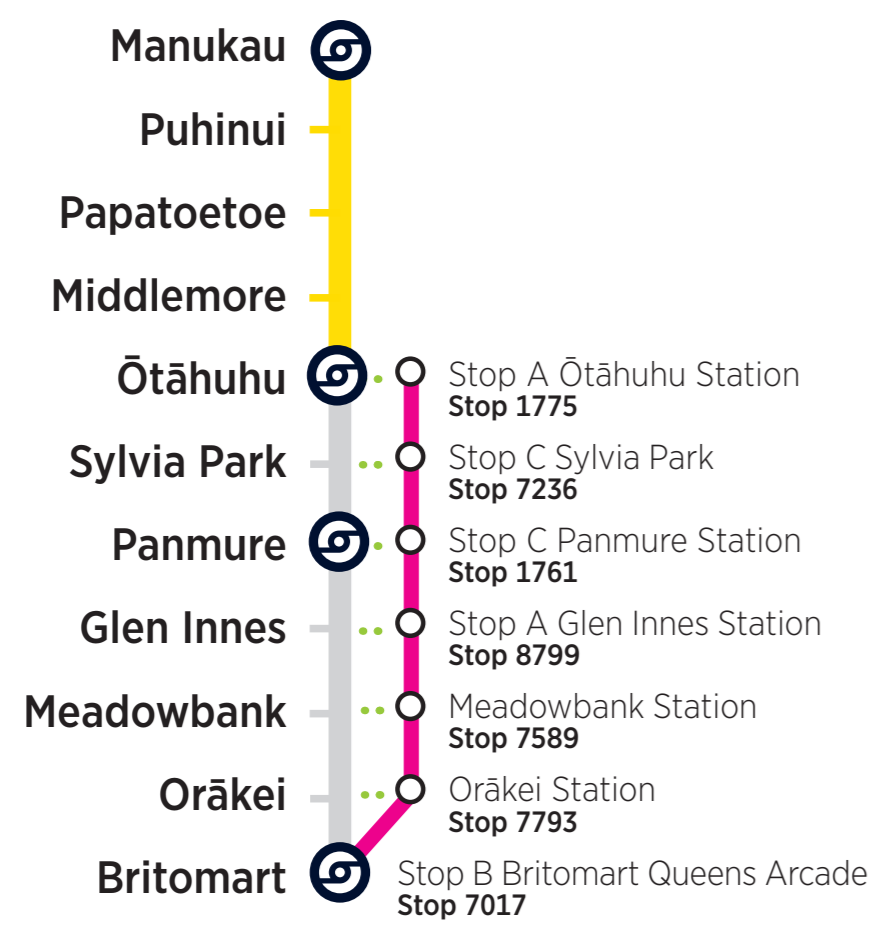 Manukau
Puhinui
Papatoetoe
Middlemore
Ōtāhuhu
Stop A Ōtāhuhu Station
Stop 1775
Sylvia Park
Stop C Sylvia Park
Stop 7236
Panmure
Stop C Panmure Station
Stop 1761
Glen Innes
Stop A Glen Innes Station
Stop 8799
Meadowbank
Meadowbank Station
Stop 7589
Orākei
Orākei Station
Stop 7793
Britomart
Stop B Britomart Queens Arcade
Stop 7017